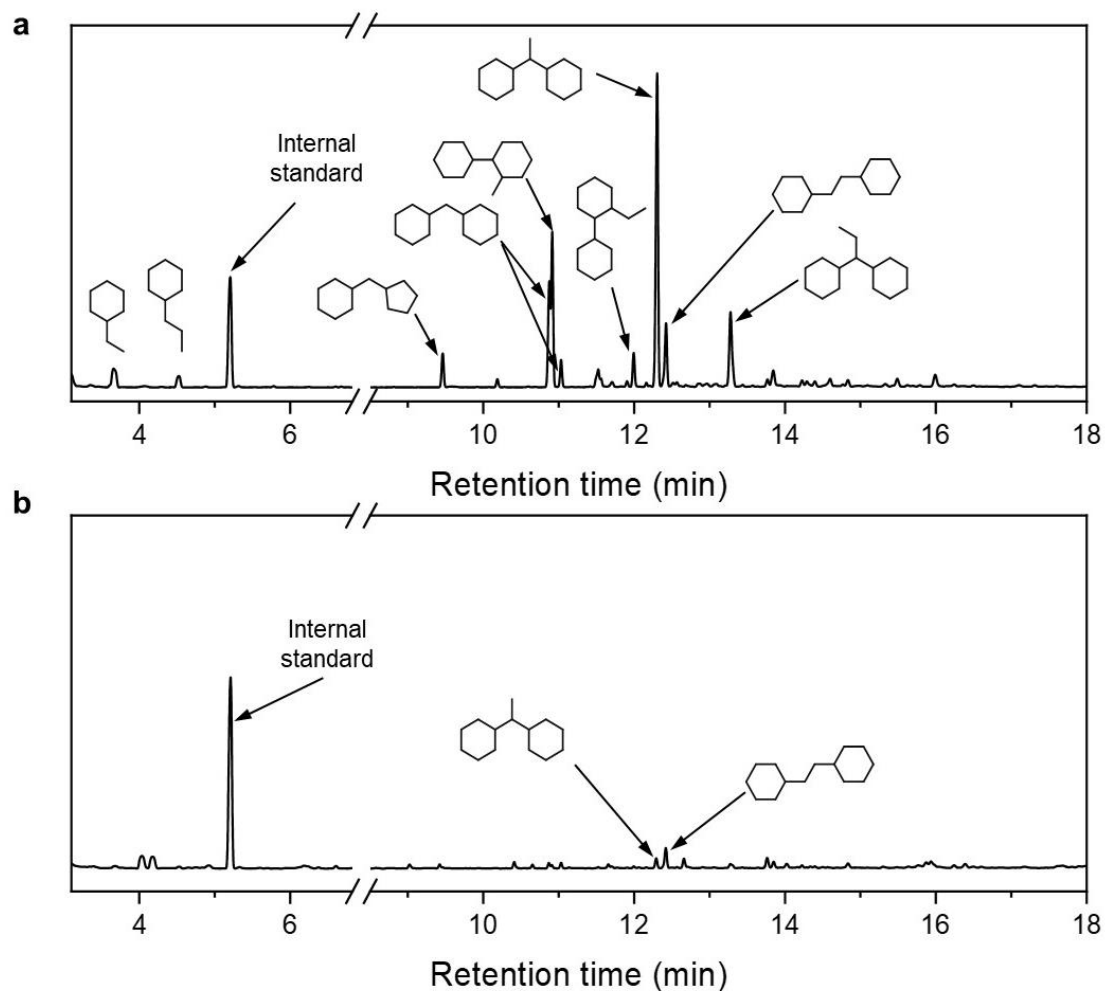 a
Internal
standard
4
6
10
12
14
16
18
Retention time (min)
b
Internal
standard
4
6
10
12
14
16
18
Retention time (min)